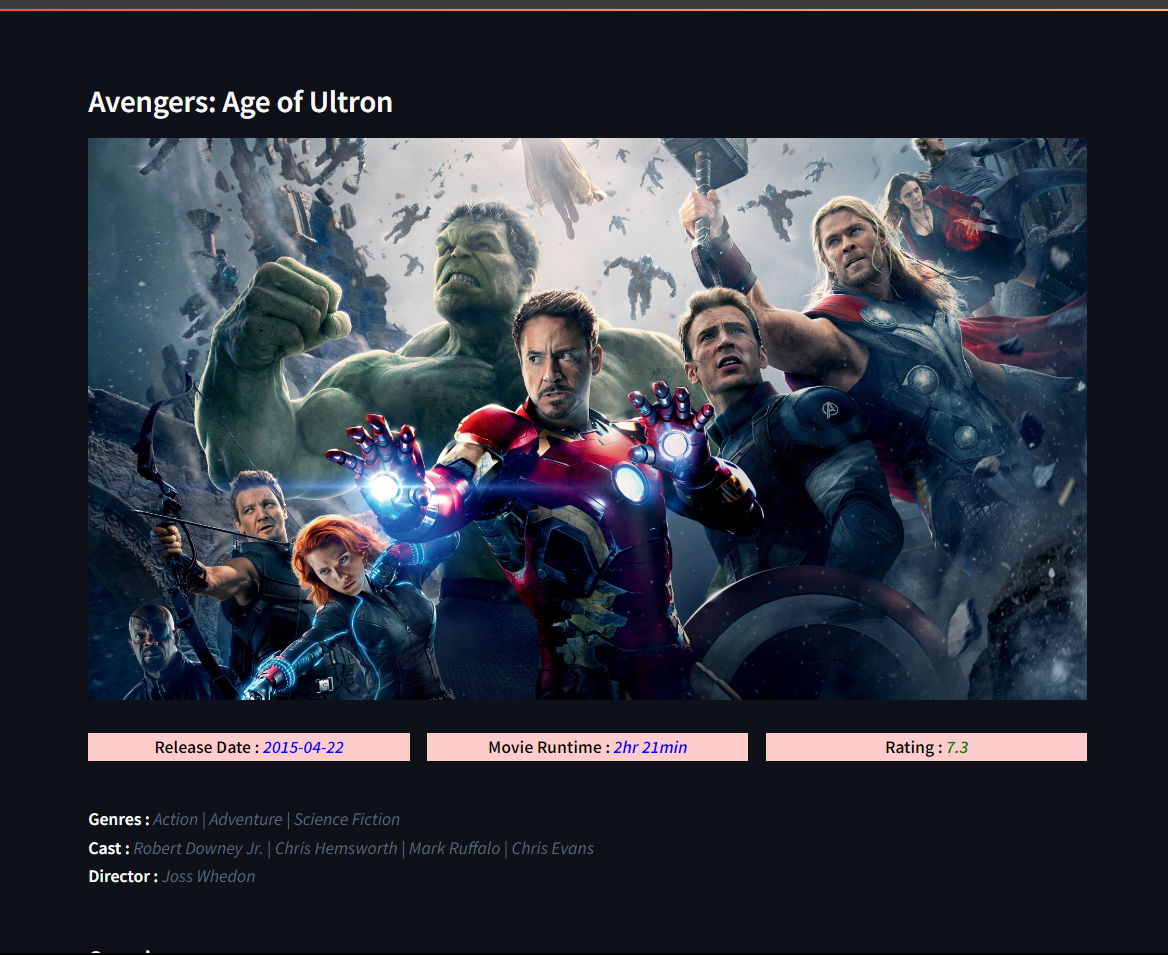 Avengers: Age of Ultron
Release Date : 2015-04-22
Movie Runtime : 2hr 21min
Rating : 7.3
Genres : Action | Adventure | Science Fiction
Cast : Robert Downey Jr. | Chris Hemsworth | Mark Ruffalo | Chris Evans
Director : Joss Whedon